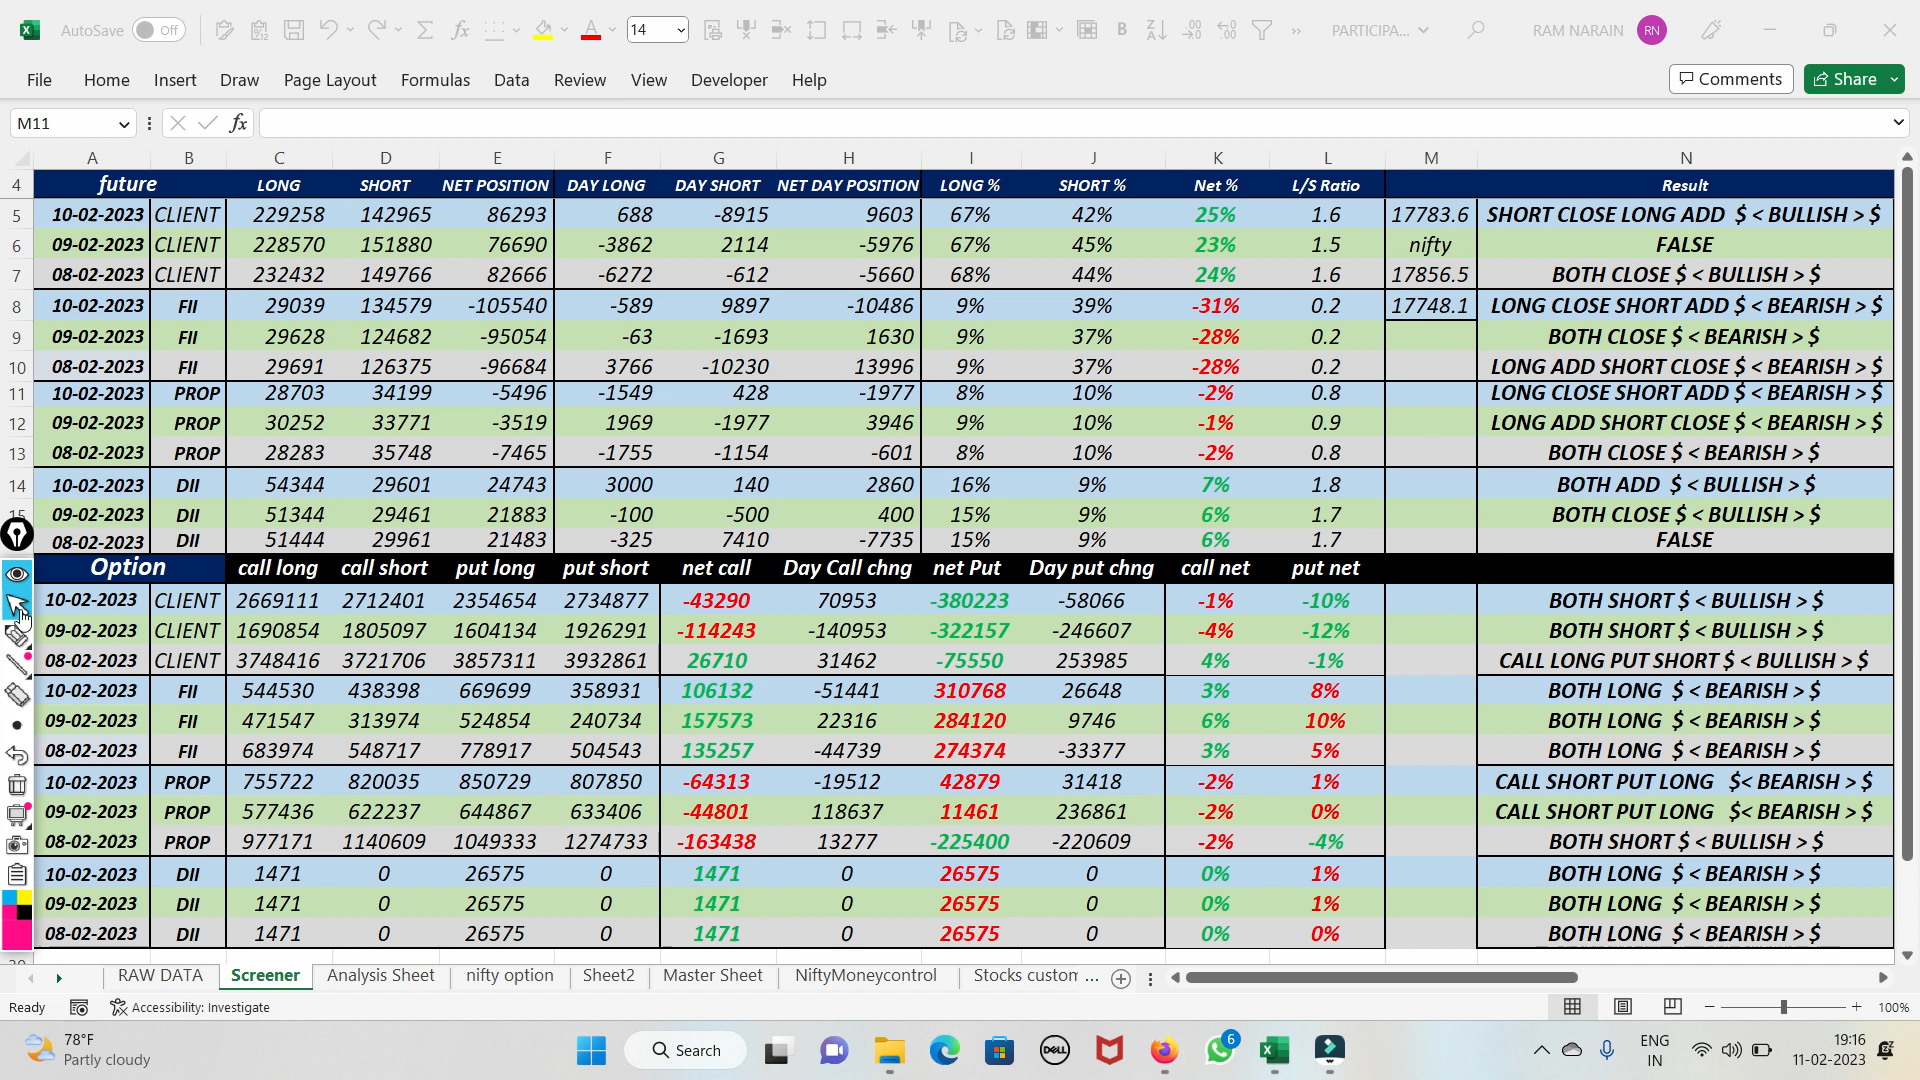 AutoSave Off 14 PARTICIPA... RAM NARAIN RN
File Home Insert Draw Page Layout Formulas Data Review View Developer Help Comments Share
M11 fx
A B C D E F G H I J K L M N
4 future LONG SHORT NET POSITION DAY LONG DAY SHORT NET DAY POSITION LONG % SHORT % Net % L/S Ratio Result
5 10-02-2023 CLIENT 229258 142965 86293 688 -8915 9603 67% 42% 25% 1.6 17783.6 SHORT CLOSE LONG ADD $ < BULLISH > $
6 09-02-2023 CLIENT 228570 151880 76690 -3862 2114 -5976 67% 45% 23% 1.5 nifty FALSE
7 08-02-2023 CLIENT 232432 149766 82666 -6272 -612 -5660 68% 44% 24% 1.6 17856.5 BOTH CLOSE $ < BULLISH > $
8 10-02-2023 FII 29039 134579 -105540 -589 9897 -10486 9% 39% -31% 0.2 17748.1 LONG CLOSE SHORT ADD $ < BEARISH > $
9 09-02-2023 FII 29628 124682 -95054 -63 -1693 1630 9% 37% -28% 0.2 BOTH CLOSE $ < BEARISH > $
10 08-02-2023 FII 29691 126375 -96684 3766 -10230 13996 9% 37% -28% 0.2 LONG ADD SHORT CLOSE $ < BEARISH > $
11 10-02-2023 PROP 28703 34199 -5496 -1549 428 -1977 8% 10% -2% 0.8 LONG CLOSE SHORT ADD $ < BEARISH > $
12 09-02-2023 PROP 30252 33771 -3519 1969 -1977 3946 9% 10% -1% 0.9 LONG ADD SHORT CLOSE $ < BEARISH > $
13 08-02-2023 PROP 28283 35748 -7465 -1755 -1154 -601 8% 10% -2% 0.8 BOTH CLOSE $ < BEARISH > $
14 10-02-2023 DII 54344 29601 24743 3000 140 2860 16% 9% 7% 1.8 BOTH ADD $ < BULLISH > $
15 09-02-2023 DII 51344 29461 21883 -100 -500 400 15% 9% 6% 1.7 BOTH CLOSE $ < BULLISH > $
08-02-2023 DII 51444 29961 21483 -325 7410 -7735 15% 9% 6% 1.7 FALSE
Option call long call short put long put short net call Day Call chng net Put Day put chng call net put net
10-02-2023 CLIENT 2669111 2712401 2354654 2734877 -43290 70953 -380223 -58066 -1% -10% BOTH SHORT $ < BULLISH > $
09-02-2023 CLIENT 1690854 1805097 1604134 1926291 -114243 -140953 -322157 -246607 -4% -12% BOTH SHORT $ < BULLISH > $
08-02-2023 CLIENT 3748416 3721706 3857311 3932861 26710 31462 -75550 253985 4% -1% CALL LONG PUT SHORT $ < BULLISH > $
10-02-2023 FII 544530 438398 669699 358931 106132 -51441 310768 26648 3% 8% BOTH LONG $ < BEARISH > $
09-02-2023 FII 471547 313974 524854 240734 157573 22316 284120 9746 6% 10% BOTH LONG $ < BEARISH > $
08-02-2023 FII 683974 548717 778917 504543 135257 -44739 274374 -33377 3% 5% BOTH LONG $ < BEARISH > $
10-02-2023 PROP 755722 820035 850729 807850 -64313 -19512 42879 31418 -2% 1% CALL SHORT PUT LONG $< BEARISH > $
09-02-2023 PROP 577436 622237 644867 633406 -44801 118637 11461 236861 -2% 0% CALL SHORT PUT LONG $< BEARISH > $
08-02-2023 PROP 977171 1140609 1049333 1274733 -163438 13277 -225400 -220609 -2% -4% BOTH SHORT $ < BULLISH > $
10-02-2023 DII 1471 0 26575 0 1471 0 26575 0 0% 1% BOTH LONG $ < BEARISH > $
09-02-2023 DII 1471 0 26575 0 1471 0 26575 0 0% 1% BOTH LONG $ < BEARISH > $
08-02-2023 DII 1471 0 26575 0 1471 0 26575 0 0% 0% BOTH LONG $ < BEARISH > $
RAW DATA Screener Analysis Sheet nifty option Sheet2 Master Sheet NiftyMoneycontrol Stocks custom ...
Ready Accessibility: Investigate 100%
78°F Search DELL 6 ENG 19:16
Partly cloudy IN 11-02-2023